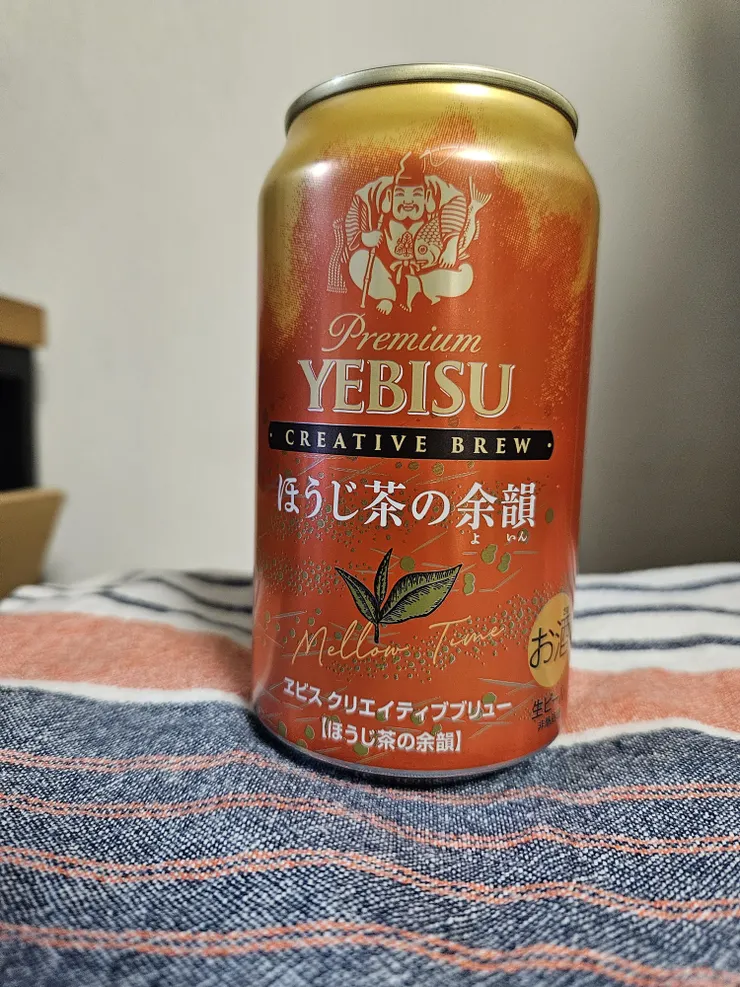 Premium
YEBISU
· CREATIVE BREW ·
ほうじ茶の余韻
よ いん
Mellow Time
お酒
ヱビス クリエイティブブリュー
【ほうじ茶の余韻】
生ビー